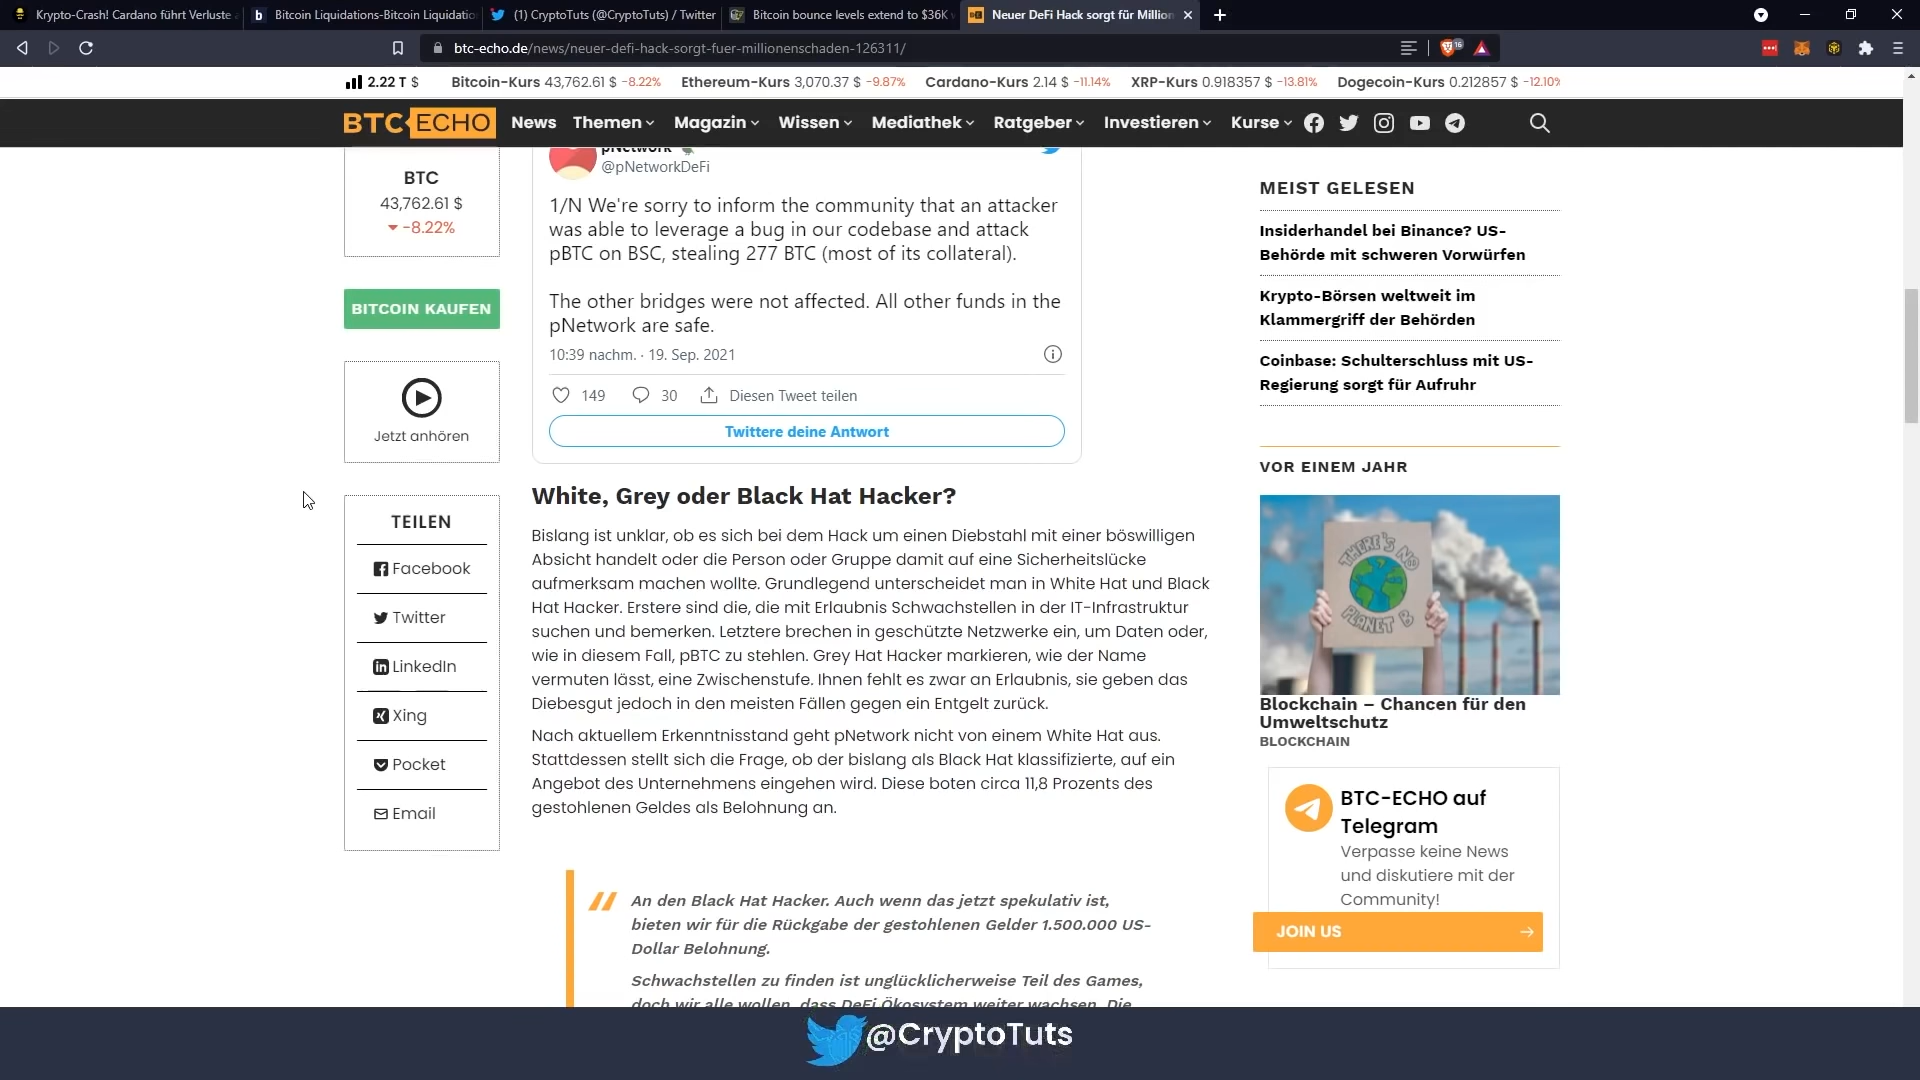 Krypto-Crash! Cardano führt Verluste
Bitcoin Liquidations-Bitcoin Liquidatio
(1) CryptoTuts (@CryptoTuts) / Twitter
Bitcoin bounce levels extend to $36K
Neuer DeFi Hack sorgt für Million
btc-echo.de/news/neuer-defi-hack-sorgt-fuer-millionenschaden-126311/
16
2.22 T $
Bitcoin-Kurs 43,762.61 $ -8.22%
Ethereum-Kurs 3,070.37 $ -9.87%
Cardano-Kurs 2.14 $ -11.14%
XRP-Kurs 0.918357 $ -13.81%
Dogecoin-Kurs 0.212857 $ -12.10%
BTC ECHO
News
Themen
Magazin
Wissen
Mediathek
Ratgeber
Investieren
Kurse
BTC
43,762.61 $
-8.22%
BITCOIN KAUFEN
Jetzt anhören
TEILEN
Facebook
Twitter
LinkedIn
Xing
Pocket
Email
pNetwork
@pNetworkDeFi
1/N We're sorry to inform the community that an attacker
was able to leverage a bug in our codebase and attack
pBTC on BSC, stealing 277 BTC (most of its collateral).
The other bridges were not affected. All other funds in the
pNetwork are safe.
10:39 nachm. · 19. Sep. 2021
149
30
Diesen Tweet teilen
Twittere deine Antwort
White, Grey oder Black Hat Hacker?
Bislang ist unklar, ob es sich bei dem Hack um einen Diebstahl mit einer böswilligen
Absicht handelt oder die Person oder Gruppe damit auf eine Sicherheitslücke
aufmerksam machen wollte. Grundlegend unterscheidet man in White Hat und Black
Hat Hacker. Erstere sind die, die mit Erlaubnis Schwachstellen in der IT-Infrastruktur
suchen und bemerken. Letztere brechen in geschützte Netzwerke ein, um Daten oder,
wie in diesem Fall, pBTC zu stehlen. Grey Hat Hacker markieren, wie der Name
vermuten lässt, eine Zwischenstufe. Ihnen fehlt es zwar an Erlaubnis, sie geben das
Diebesgut jedoch in den meisten Fällen gegen ein Entgelt zurück.
Nach aktuellem Erkenntnisstand geht pNetwork nicht von einem White Hat aus.
Stattdessen stellt sich die Frage, ob der bislang als Black Hat klassifizierte, auf ein
Angebot des Unternehmens eingehen wird. Diese boten circa 11,8 Prozents des
gestohlenen Geldes als Belohnung an.
An den Black Hat Hacker. Auch wenn das jetzt spekulativ ist,
bieten wir für die Rückgabe der gestohlenen Gelder 1.500.000 US-
Dollar Belohnung.
Schwachstellen zu finden ist unglücklicherweise Teil des Games,
doch wir alle wollen, dass DeFi Ökosystem weiter wachsen. Die
MEIST GELESEN
Insiderhandel bei Binance? US-
Behörde mit schweren Vorwürfen
Krypto-Börsen weltweit im
Klammergriff der Behörden
Coinbase: Schulterschluss mit US-
Regierung sorgt für Aufruhr
VOR EINEM JAHR
THERE'S NO
PLANET B
Blockchain – Chancen für den
Umweltschutz
BLOCKCHAIN
BTC-ECHO auf
Telegram
Verpasse keine News
und diskutiere mit der
Community!
JOIN US
@CryptoTuts